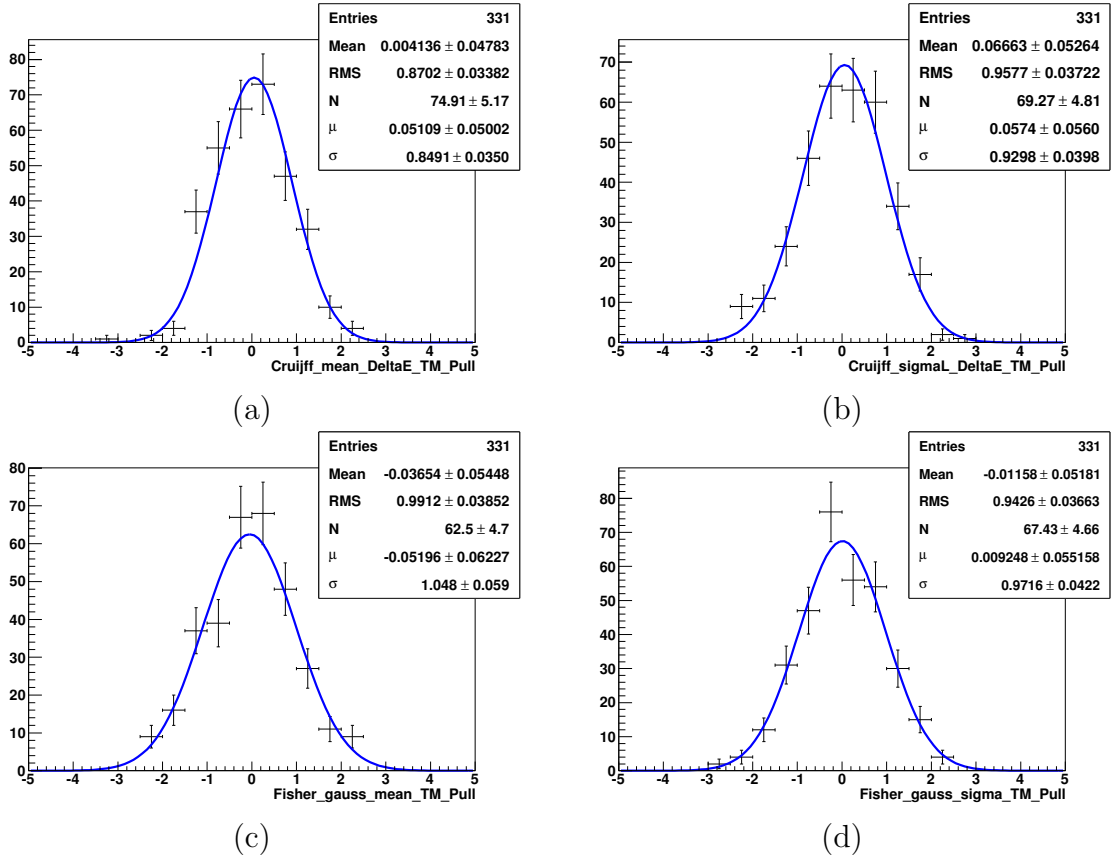 Entries 331
Mean 0.004136 ± 0.04783
RMS 0.8702 ± 0.03382
N 74.91 ± 5.17
μ 0.05109 ± 0.05002
σ 0.8491 ± 0.0350
80
70
60
50
40
30
20
10
0
-5 -4 -3 -2 -1 0 1 2 3 4 5
Cruijff_mean_DeltaE_TM_Pull
(a)
Entries 331
Mean 0.06663 ± 0.05264
RMS 0.9577 ± 0.03722
N 69.27 ± 4.81
μ 0.0574 ± 0.0560
σ 0.9298 ± 0.0398
70
60
50
40
30
20
10
0
-5 -4 -3 -2 -1 0 1 2 3 4 5
Cruijff_sigmaL_DeltaE_TM_Pull
(b)
Entries 331
Mean -0.03654 ± 0.05448
RMS 0.9912 ± 0.03852
N 62.5 ± 4.7
μ -0.05196 ± 0.06227
σ 1.048 ± 0.059
80
70
60
50
40
30
20
10
0
-5 -4 -3 -2 -1 0 1 2 3 4 5
Fisher_gauss_mean_TM_Pull
(c)
Entries 331
Mean -0.01158 ± 0.05181
RMS 0.9426 ± 0.03663
N 67.43 ± 4.66
μ 0.009248 ± 0.055158
σ 0.9716 ± 0.0422
80
70
60
50
40
30
20
10
0
-5 -4 -3 -2 -1 0 1 2 3 4 5
Fisher_gauss_sigma_TM_Pull
(d)